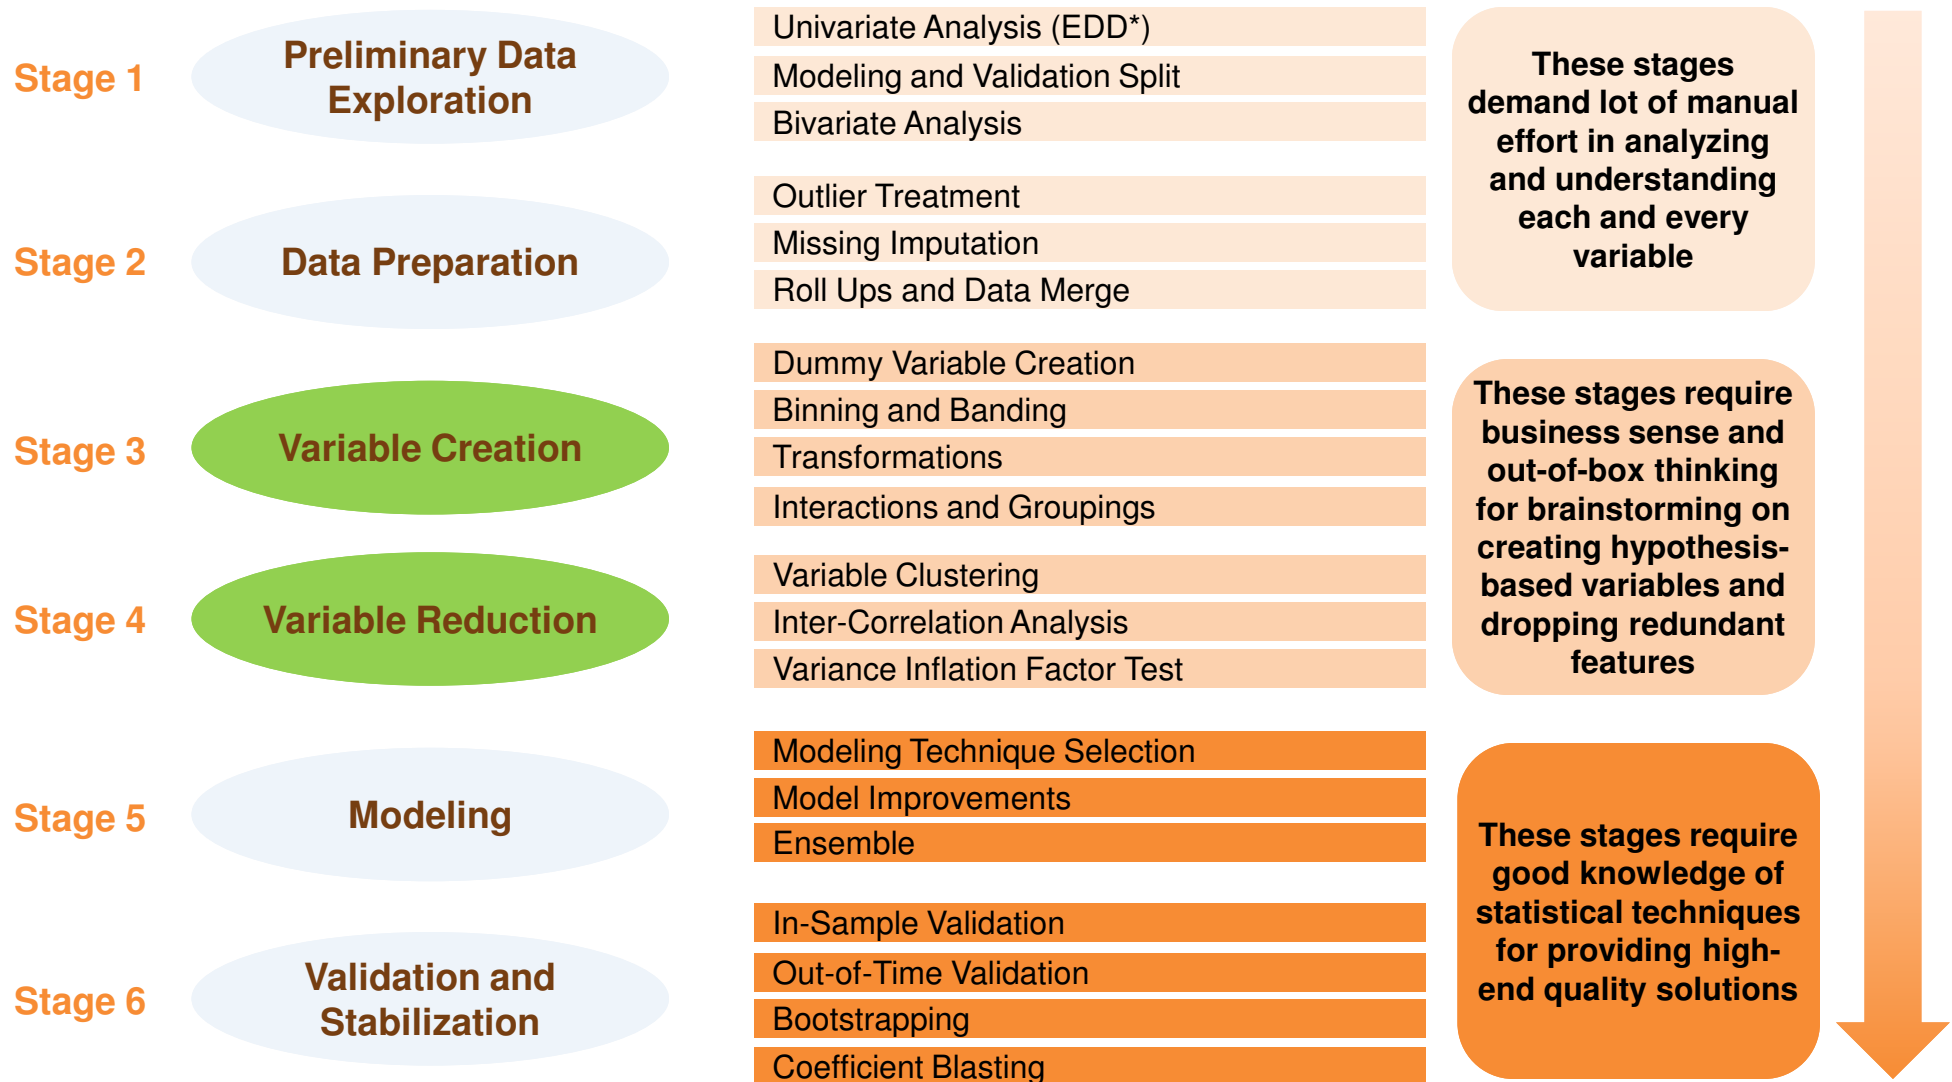 Stage 1
Preliminary Data
Exploration
Univariate Analysis (EDD*)
Modeling and Validation Split
Bivariate Analysis
Stage 2
Data Preparation
Outlier Treatment
Missing Imputation
Roll Ups and Data Merge
These stages
demand lot of manual
effort in analyzing
and understanding
each and every
variable
Stage 3
Variable Creation
Dummy Variable Creation
Binning and Banding
Transformations
Interactions and Groupings
Stage 4
Variable Reduction
Variable Clustering
Inter-Correlation Analysis
Variance Inflation Factor Test
These stages require
business sense and
out-of-box thinking
for brainstorming on
creating hypothesis-
based variables and
dropping redundant
features
Stage 5
Modeling
Modeling Technique Selection
Model Improvements
Ensemble
Stage 6
Validation and
Stabilization
In-Sample Validation
Out-of-Time Validation
Bootstrapping
Coefficient Blasting
These stages require
good knowledge of
statistical techniques
for providing high-
end quality solutions